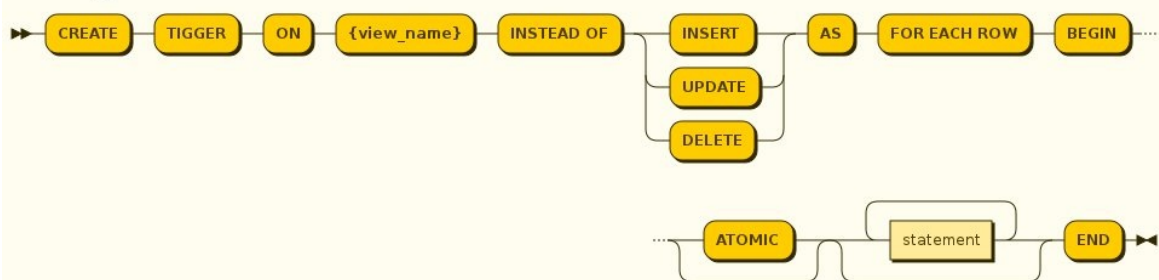 CREATE TIGGER ON {view_name} INSTEAD OF INSERT AS FOR EACH ROW BEGIN
UPDATE
DELETE
ATOMIC statement END